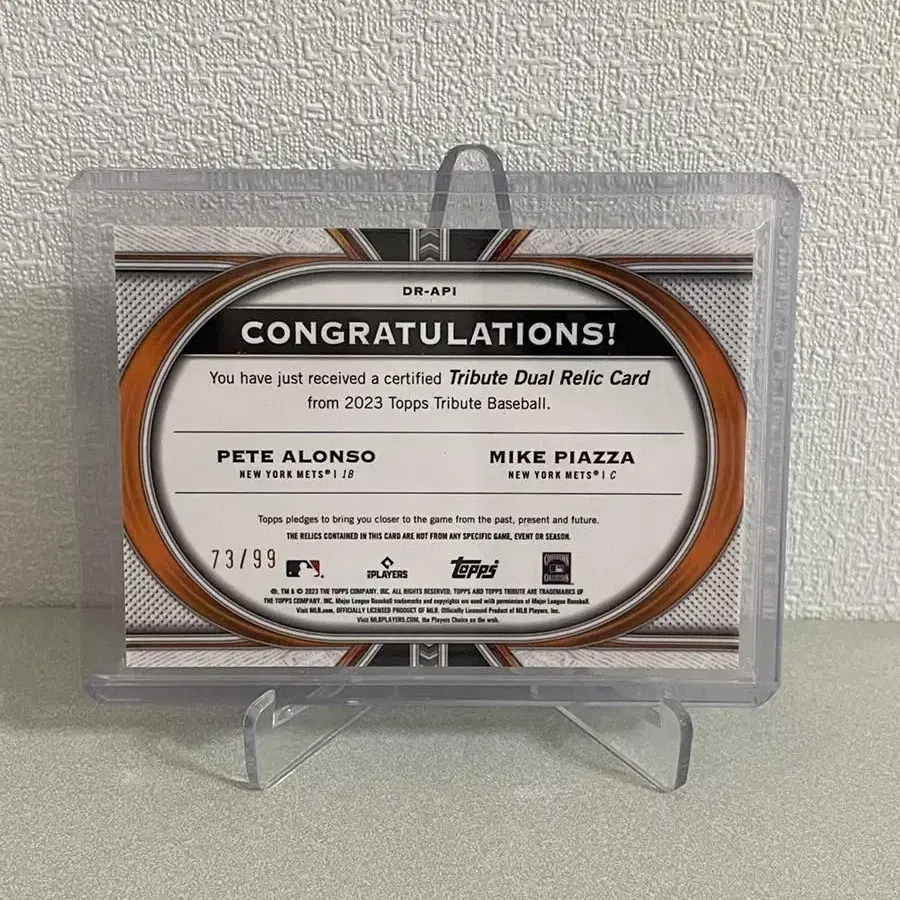 DR-API
CONGRATULATIONS!
You have just received a certified Tribute Dual Relic Card
from 2023 Topps Tribute Baseball.
PETE ALONSO
NEW YORK METS® | 1B
MIKE PIAZZA
NEW YORK METS® | C
Topps pledges to bring you closer to the game from the past, present and future.
THE RELICS CONTAINED IN THIS CARD ARE NOT FROM ANY SPECIFIC GAME, EVENT OR SEASON.
73/99
PLAYERS
Topps
®, TM & © 2023 THE TOPPS COMPANY, INC. ALL RIGHTS RESERVED. TOPPS AND TOPPS TRIBUTE ARE TRADEMARKS OF
THE TOPPS COMPANY, INC. Major League Baseball trademarks and copyrights are used with permission of Major League Baseball.
Visit MLB.com. OFFICIALLY LICENSED PRODUCT OF MLB Players, Inc.
Visit MLBPLAYERS.COM, the Players Choice on the web.